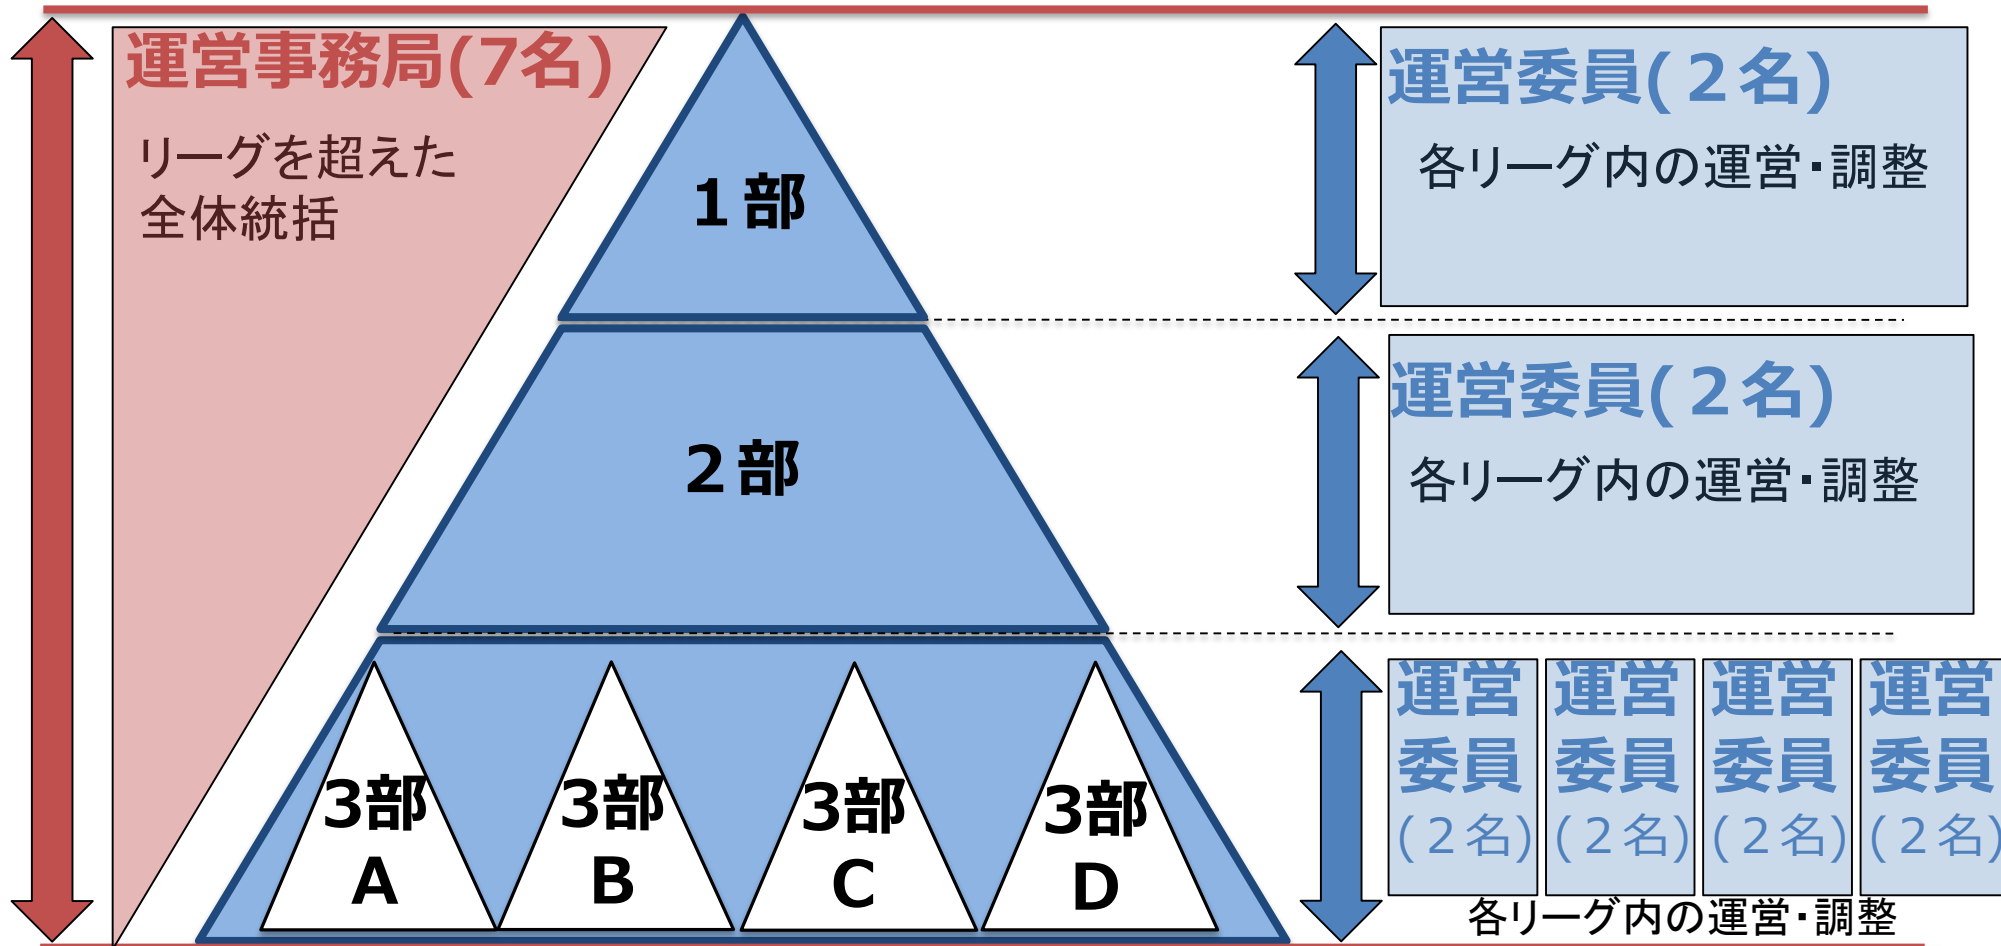 運営事務局(7名)
リーグを超えた
全体統括
１部
２部
3部
A
3部
B
3部
C
3部
D
運営委員(２名)
各リーグ内の運営・調整
運営委員(２名)
各リーグ内の運営・調整
運営
委員
(２名)
運営
委員
(２名)
運営
委員
(２名)
運営
委員
(２名)
各リーグ内の運営・調整